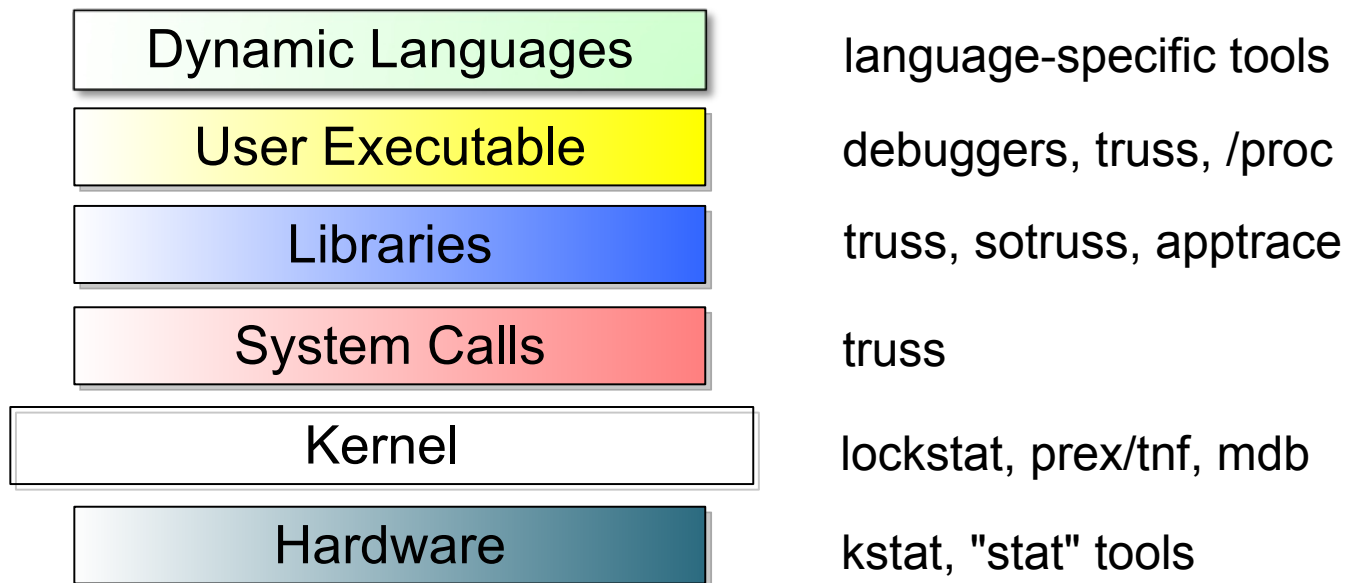 Dynamic Languages language-specific tools
User Executable debuggers, truss, /proc
Libraries truss, sotruss, apptrace
System Calls truss
Kernel lockstat, prex/tnf, mdb
Hardware kstat, "stat" tools